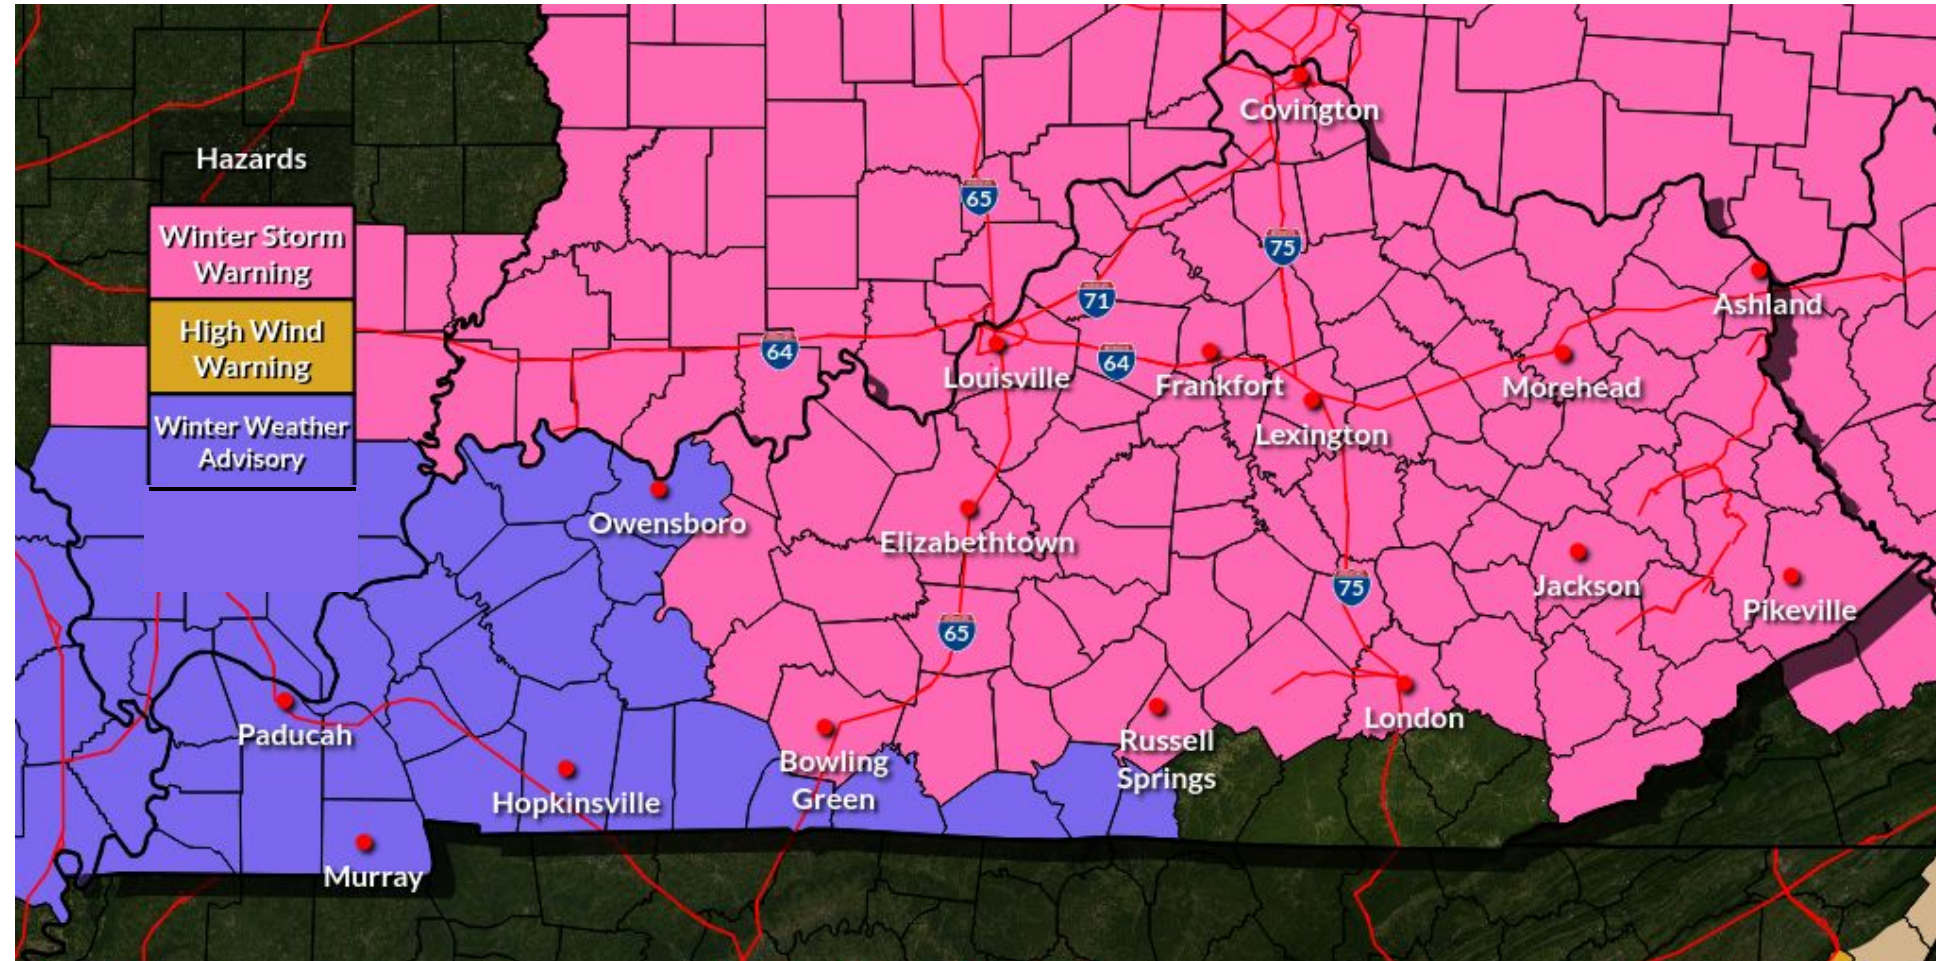 Covington
Hazards
65
Winter Storm
Warning
75
71
Ashland
High Wind
Warning
64
64
Louisville
Frankfort
Morehead
Winter Weather
Advisory
Lexington
Owensboro
Elizabethtown
75
Jackson
Pikeville
65
London
Paducah
Russell
Springs
Bowling
Green
Hopkinsville
Murray